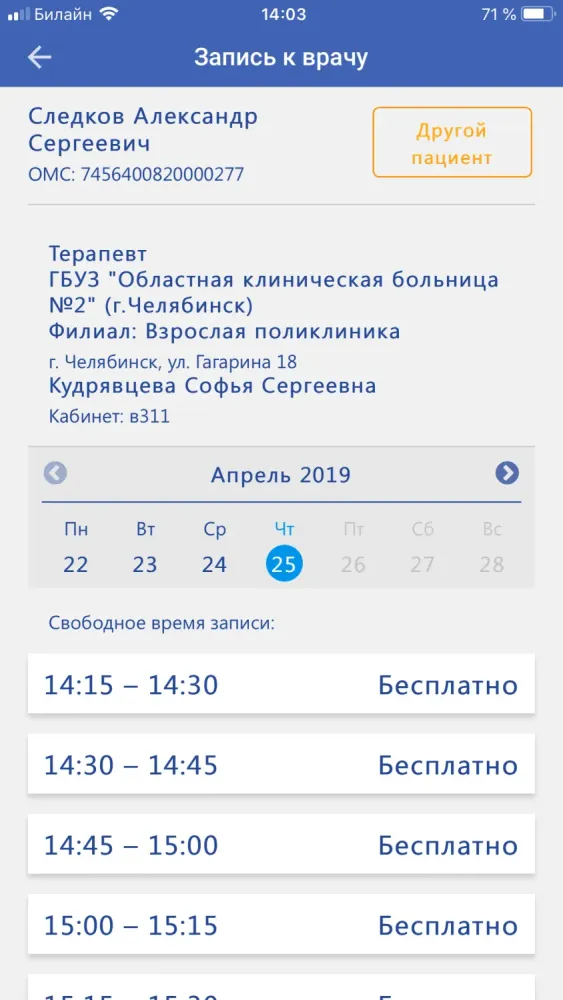 Билайн 14:03 71 %
Запись к врачу
Следков Александр
Сергеевич
ОМС: 7456400820000277
Другой
пациент
Терапевт
ГБУЗ "Областная клиническая больница
№2" (г.Челябинск)
Филиал: Взрослая поликлиника
г. Челябинск, ул. Гагарина 18
Кудрявцева Софья Сергеевна
Кабинет: в311
Апрель 2019
Пн Вт Ср Чт Пт Сб Вс
22 23 24 25 26 27 28
Свободное время записи:
14:15 – 14:30 Бесплатно
14:30 – 14:45 Бесплатно
14:45 – 15:00 Бесплатно
15:00 – 15:15 Бесплатно